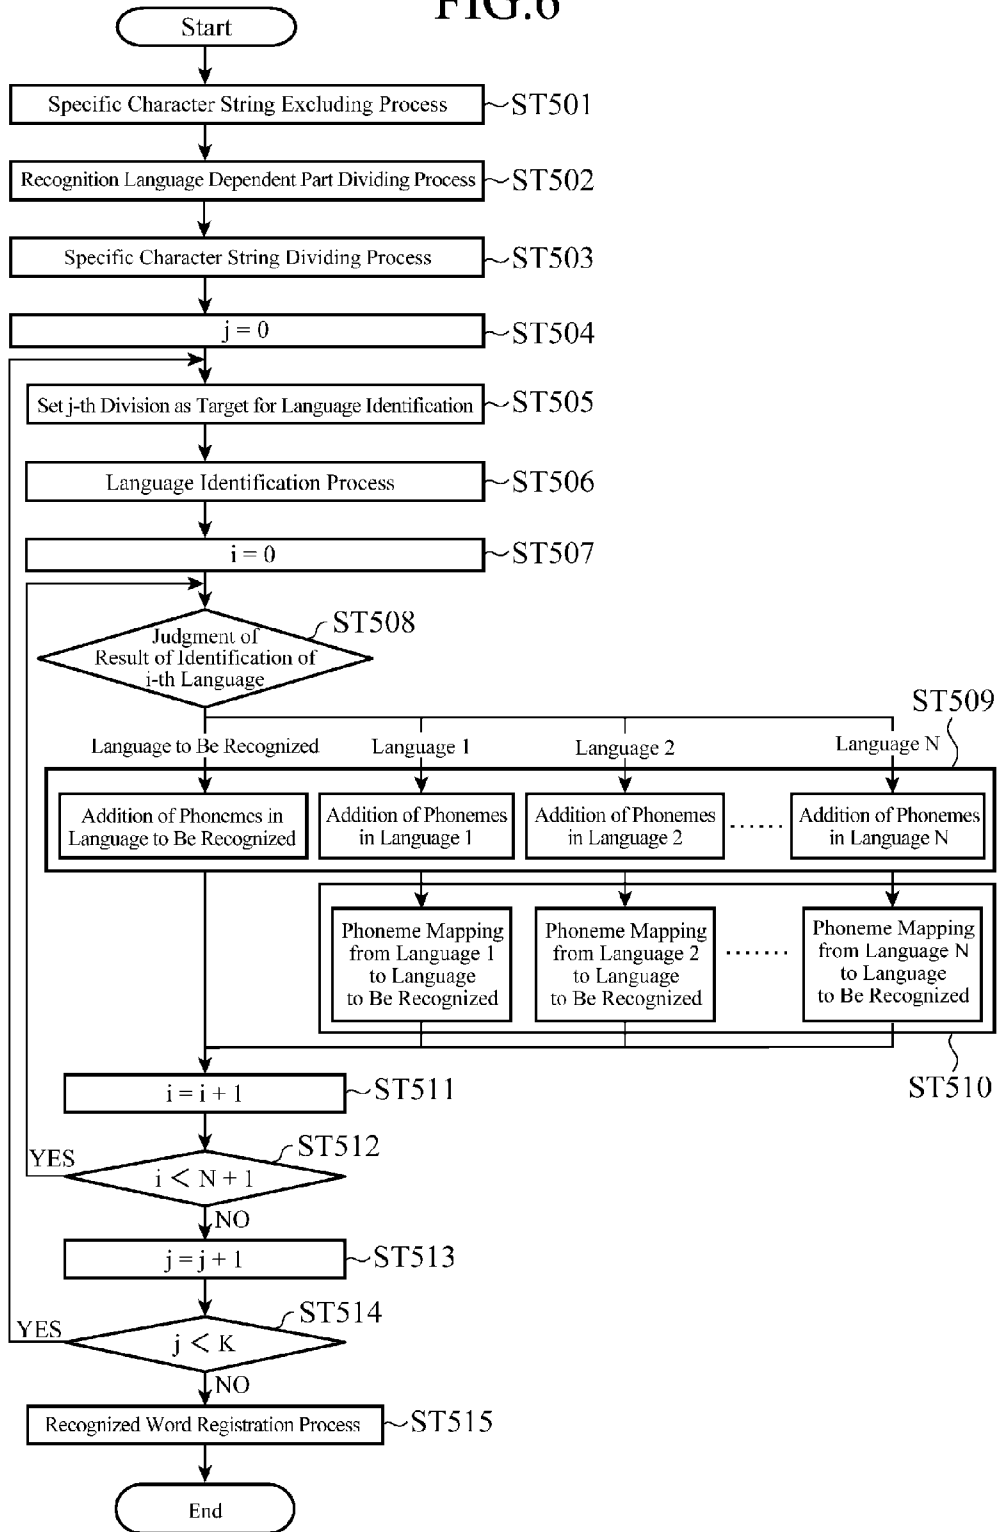 FIG.6
Start
Specific Character String Excluding Process
ST501
Recognition Language Dependent Part Dividing Process
ST502
Specific Character String Dividing Process
ST503
j = 0
ST504
Set j-th Division as Target for Language Identification
ST505
Language Identification Process
ST506
i = 0
ST507
ST508
Judgment of
Result of Identification of
i-th Language
ST509
Language to Be Recognized
Language 1
Language 2
Language N
Addition of Phonemes in
Language to Be Recognized
Addition of Phonemes
in Language 1
Addition of Phonemes
in Language 2
......
Addition of Phonemes
in Language N
Phoneme Mapping
from Language 1
to Language
to Be Recognized
Phoneme Mapping
from Language 2
to Language
to Be Recognized
.......
Phoneme Mapping
from Language N
to Language
to Be Recognized
ST510
i = i + 1
ST511
ST512
YES
i < N + 1
NO
j = j + 1
ST513
ST514
YES
j < K
NO
Recognized Word Registration Process
ST515
End